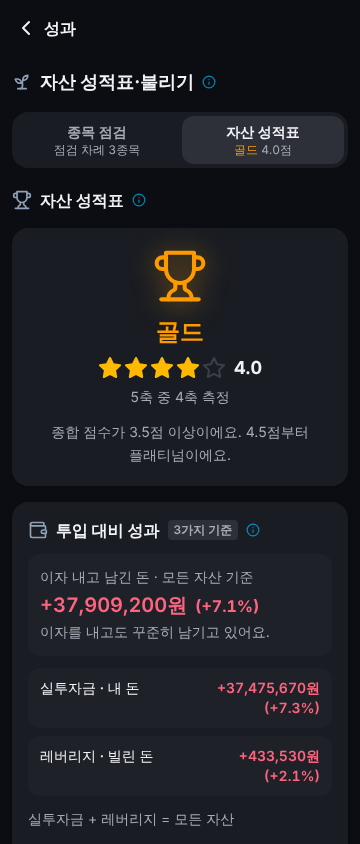 성과
자산 성적표·불리기
종목 점검
점검 차례 3종목
자산 성적표
골드 4.0점
자산 성적표
골드
4.0
5축 중 4축 측정
종합 점수가 3.5점 이상이에요. 4.5점부터
플래티넘이에요.
투입 대비 성과 3가지 기준
이자 내고 남긴 돈 · 모든 자산 기준
+37,909,200원 (+7.1%)
이자를 내고도 꾸준히 남기고 있어요.
실투자금 · 내 돈
+37,475,670원
(+7.3%)
레버리지 · 빌린 돈
+433,530원
(+2.1%)
실투자금 + 레버리지 = 모든 자산